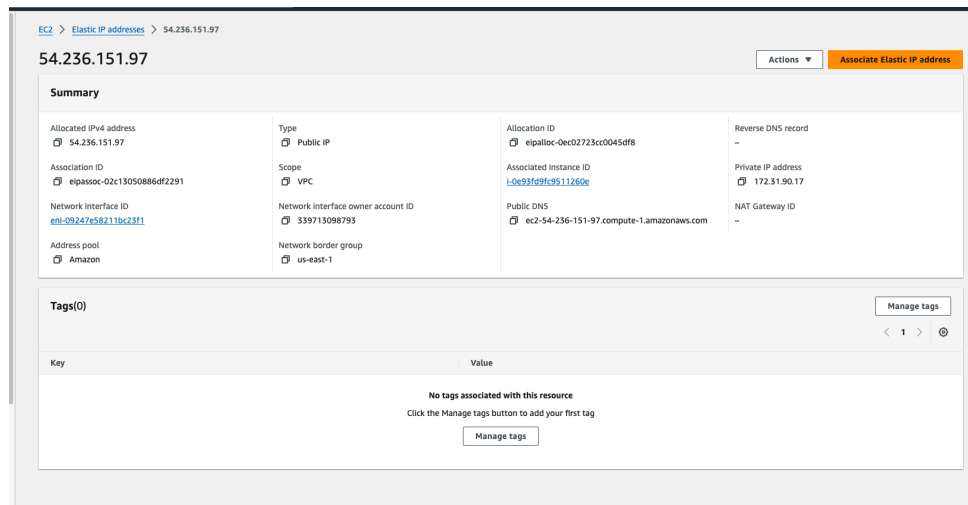 EC2 > Elastic IP addresses > 54.236.151.97
54.236.151.97
Actions ▼
Associate Elastic IP address
Summary
Allocated IPv4 address
54.236.151.97
Type
Public IP
Allocation ID
eipalloc-0ec02723cc0045df8
Reverse DNS record
–
Association ID
eipassoc-02c13050886df2291
Scope
VPC
Associated instance ID
i-0e93fd9fc9511260e
Private IP address
172.31.90.17
Network interface ID
eni-09247e58211bc23f1
Network interface owner account ID
339713098793
Public DNS
ec2-54-236-151-97.compute-1.amazonaws.com
NAT Gateway ID
–
Address pool
Amazon
Network border group
us-east-1
Tags(0)
Manage tags
< 1 >
Key
Value
No tags associated with this resource
Click the Manage tags button to add your first tag
Manage tags